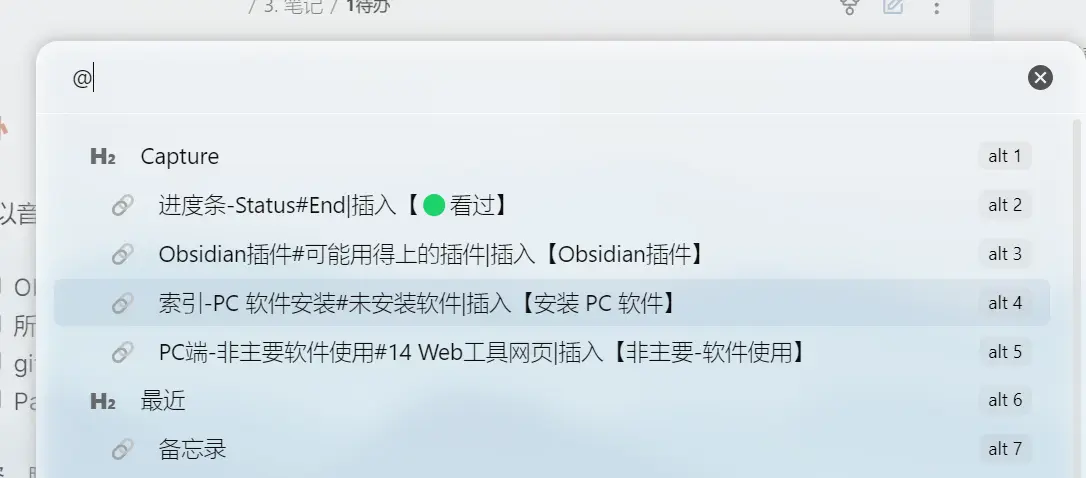 / 3. 笔记 / 1待办
@
H₂ Capture alt 1
进度条-Status#End|插入【🟢看过】 alt 2
Obsidian插件#可能用得上的插件|插入【Obsidian插件】 alt 3
索引-PC 软件安装#未安装软件|插入【安装 PC 软件】 alt 4
PC端-非主要软件使用#14 Web工具网页|插入【非主要-软件使用】 alt 5
H₂ 最近 alt 6
备忘录 alt 7
以音
所
gi
Pa